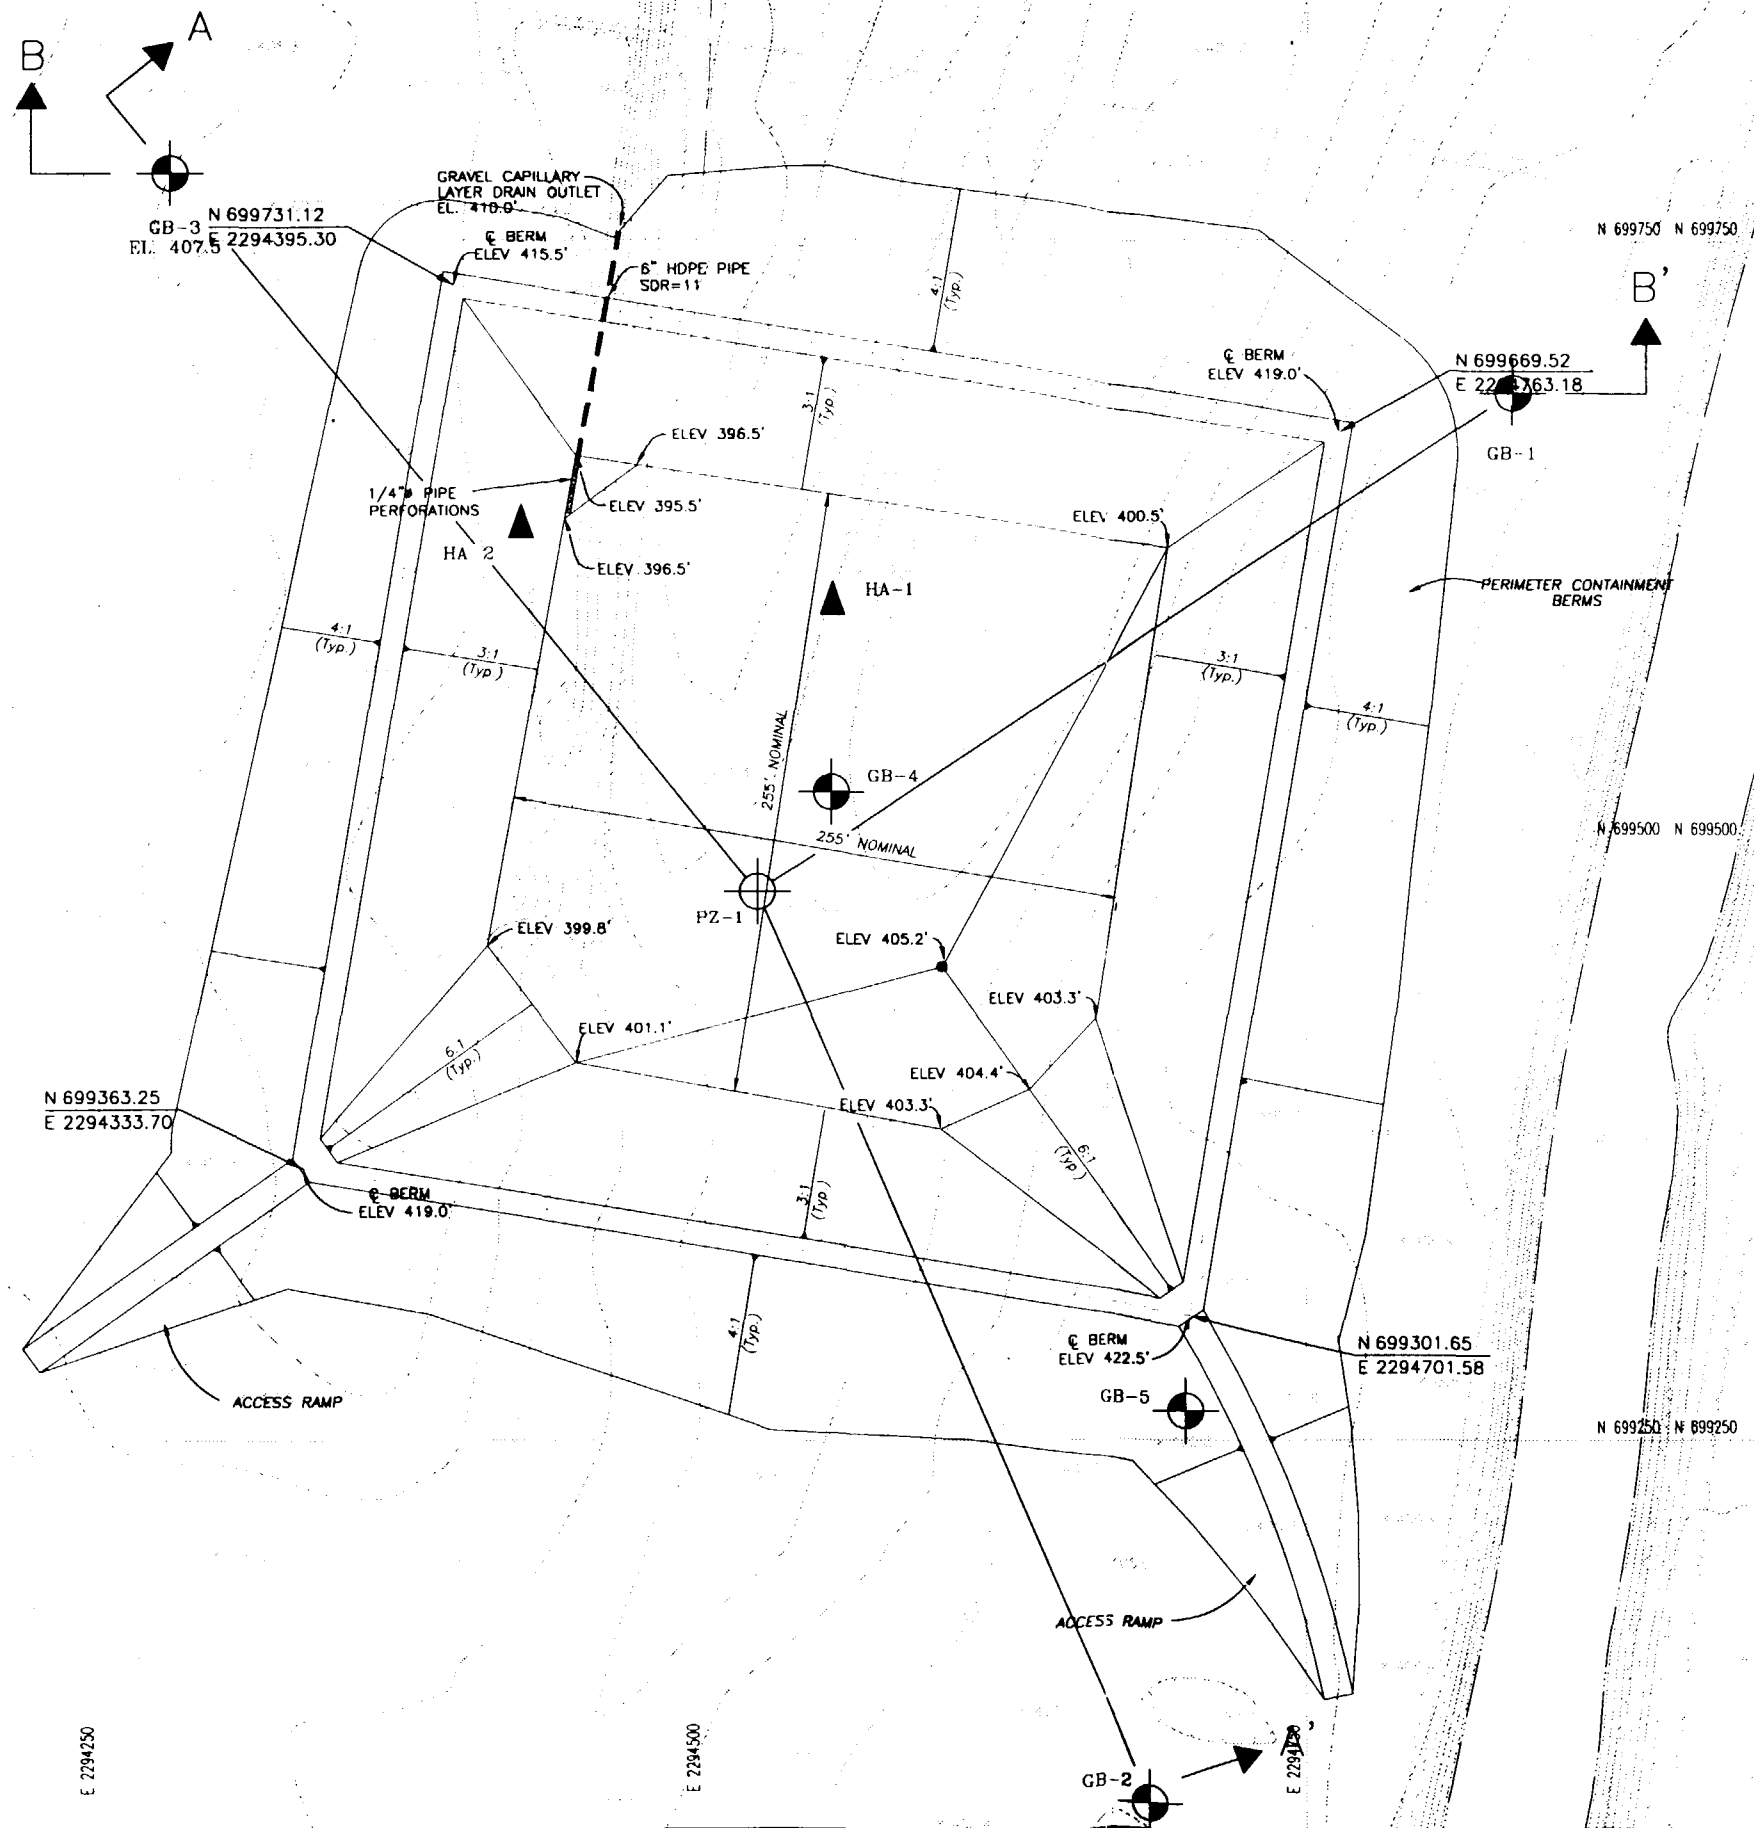 A
B
GRAVEL CAPILLARY
LAYER DRAIN OUTLET
EL. 410.0'
GB-3
EL. 407.5
N 699731.12
E 2294395.30
℄ BERM
ELEV 415.5'
6" HDPE PIPE
SDR=11
4:1
(Typ.)
N 699750 N 699750
B'
℄ BERM
ELEV 419.0'
N 699669.52
E 2294763.18
GB-1
3:1
(Typ.)
ELEV 396.5'
1/4"ø PIPE
PERFORATIONS
ELEV 395.5'
HA 2
ELEV 396.5'
ELEV 400.5'
HA-1
PERIMETER CONTAINMENT
BERMS
4:1
(Typ.)
3:1
(Typ.)
3:1
(Typ.)
4:1
(Typ.)
255' NOMINAL
GB-4
255' NOMINAL
N 699500 N 699500
PZ-1
ELEV 399.8'
ELEV 405.2'
ELEV 403.3'
ELEV 401.1'
6:1
(Typ.)
ELEV 404.4'
ELEV 403.3'
N 699363.25
E 2294333.70
6:1
(Typ.)
℄ BERM
ELEV 419.0'
3:1
(Typ.)
4:1
(Typ.)
℄ BERM
ELEV 422.5'
N 699301.65
E 2294701.58
GB-5
ACCESS RAMP
N 699250 N 699250
ACCESS RAMP
E 2294250
E 2294500
E 2294750
A'
GB-2